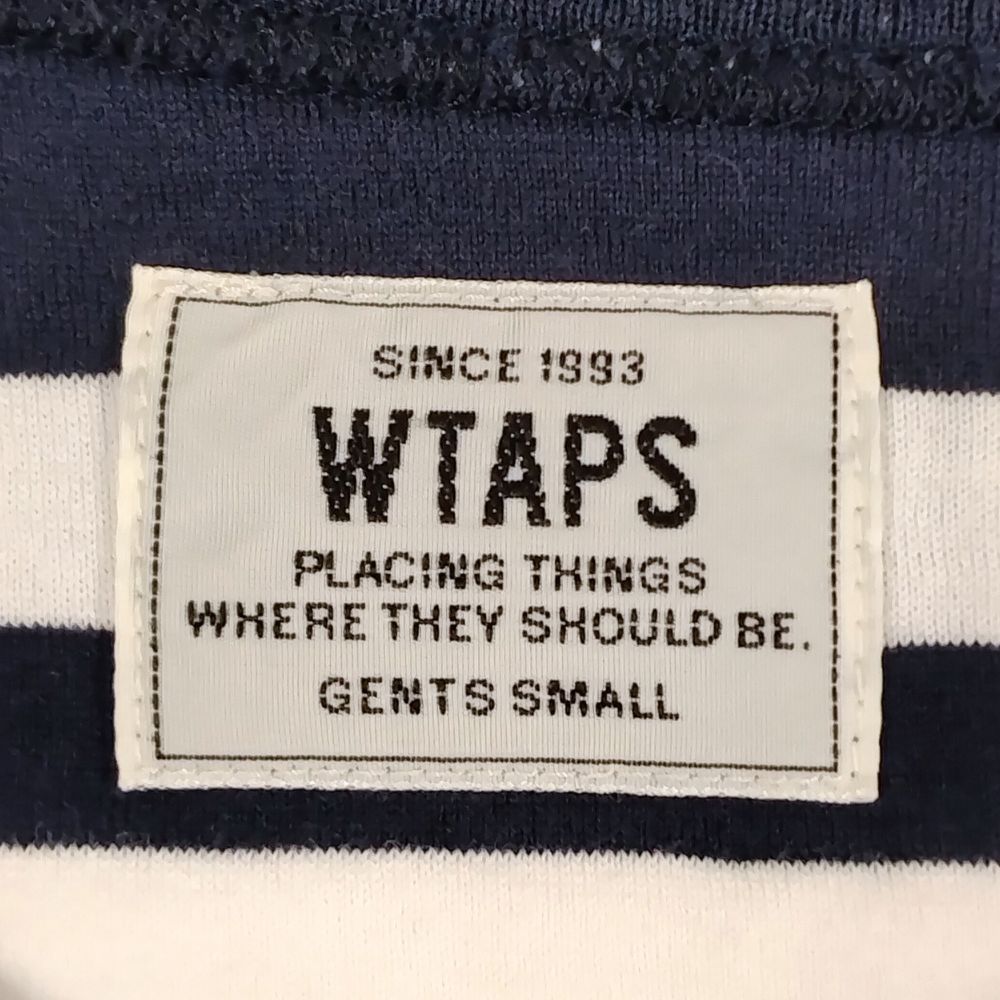 SINCE 1993
WTAPS
PLACING THINGS
WHERE THEY SHOULD BE.
GENTS SMALL